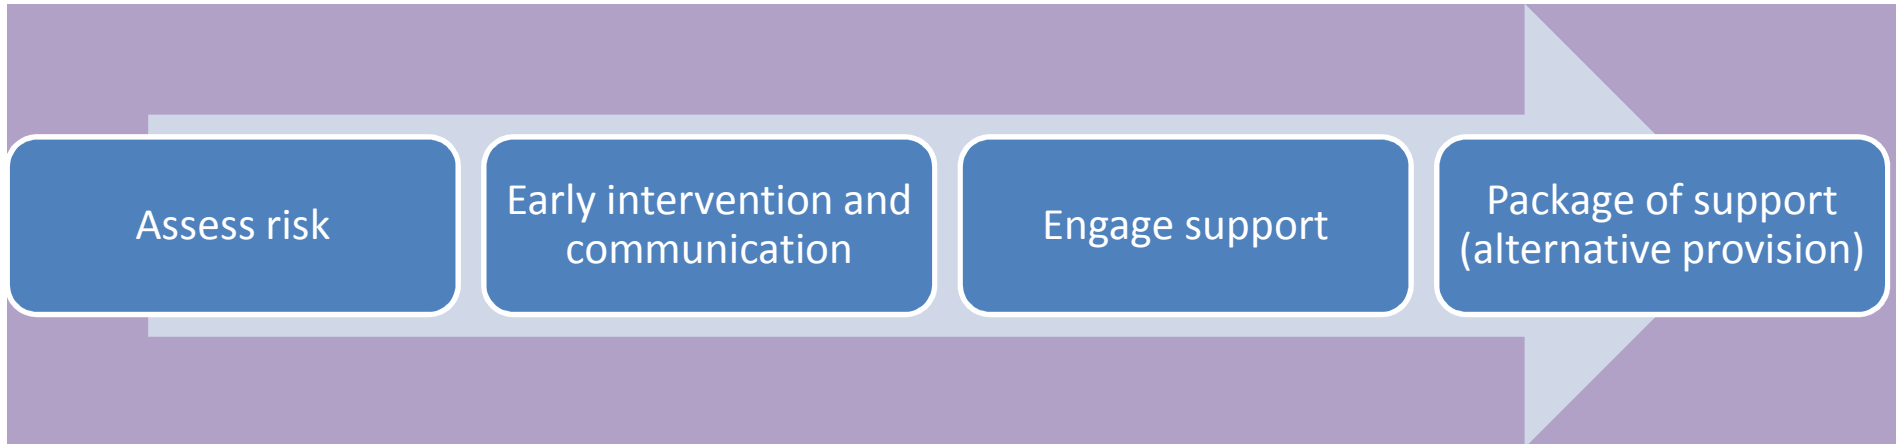 Assess risk
Early intervention and
communication
Engage support
Package of support
(alternative provision)